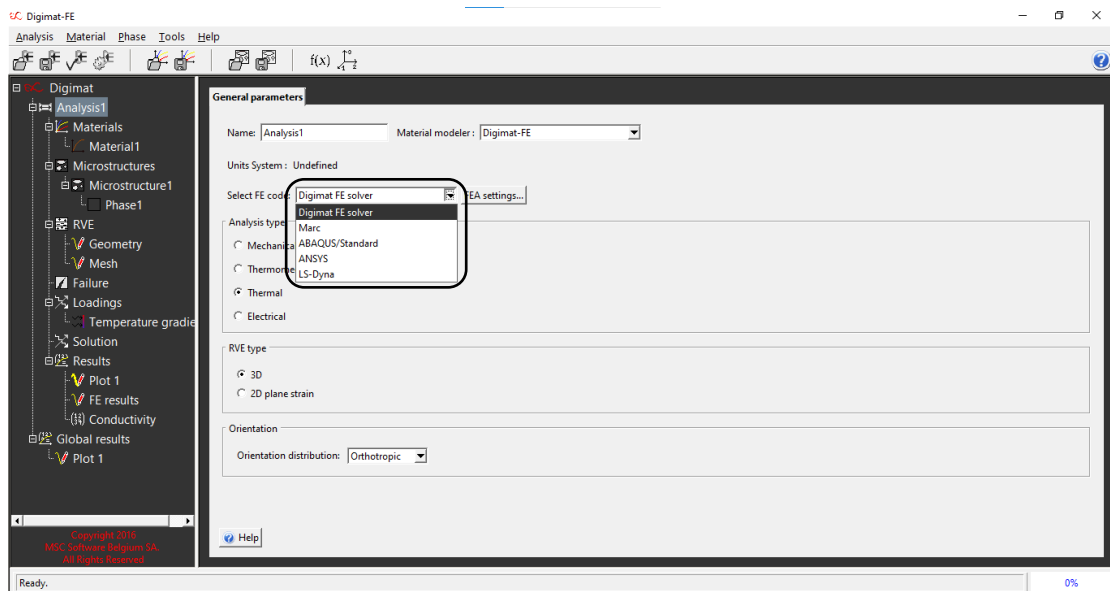 Digimat-FE
Analysis Material Phase Tools Help
f(x) 1 2
Digimat
Analysis1
Materials
Material1
Microstructures
Microstructure1
Phase1
RVE
Geometry
Mesh
Failure
Loadings
Temperature gradie
Solution
Results
Plot 1
FE results
Conductivity
Global results
Plot 1
Copyright 2016
MSC Software Belgium SA.
All Rights Reserved
General parameters
Name: Analysis1 Material modeler : Digimat-FE
Units System : Undefined
Select FE code: Digimat FE solver FEA settings...
Digimat FE solver
Marc
ABAQUS/Standard
ANSYS
LS-Dyna
Analysis type
Mechanica
Thermome
Thermal
Electrical
RVE type
3D
2D plane strain
Orientation
Orientation distribution: Orthotropic
Help
Ready. 0%